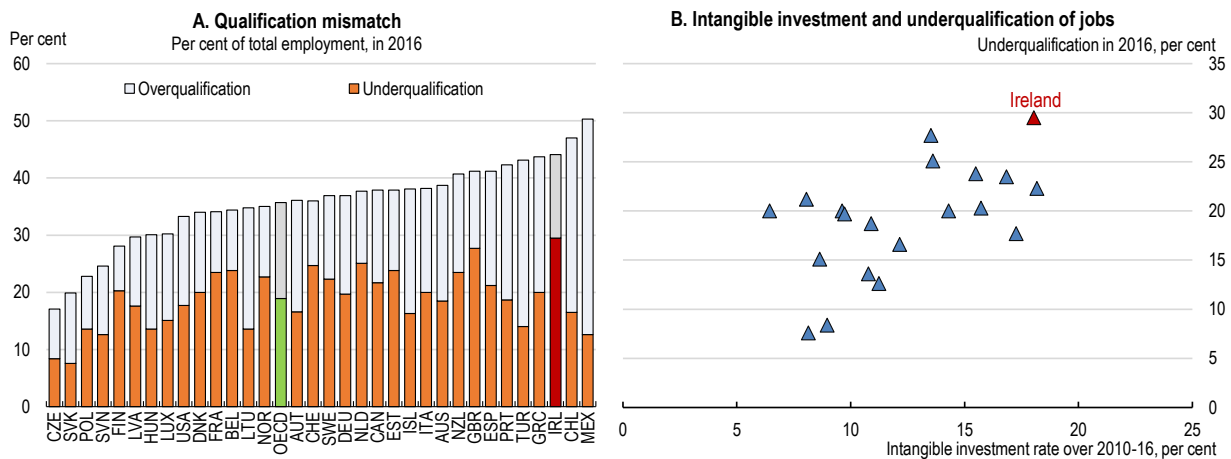 A. Qualification mismatch
Per cent of total employment, in 2016
Per cent
60
50
40
30
20
10
0
Overqualification
Underqualification
CZE
SVK
POL
SVN
FIN
LVA
HUN
LUX
USA
DNK
FRA
BEL
LTU
NOR
OECD
AUT
CHE
SWE
DEU
NLD
CAN
EST
ISL
ITA
AUS
NZL
GBR
ESP
PRT
TUR
GRC
IRL
CHL
MEX
B. Intangible investment and underqualification of jobs
Underqualification in 2016, per cent
35
30
25
20
15
10
5
0
Ireland
0
5
10
15
20
25
Intangible investment rate over 2010-16, per cent